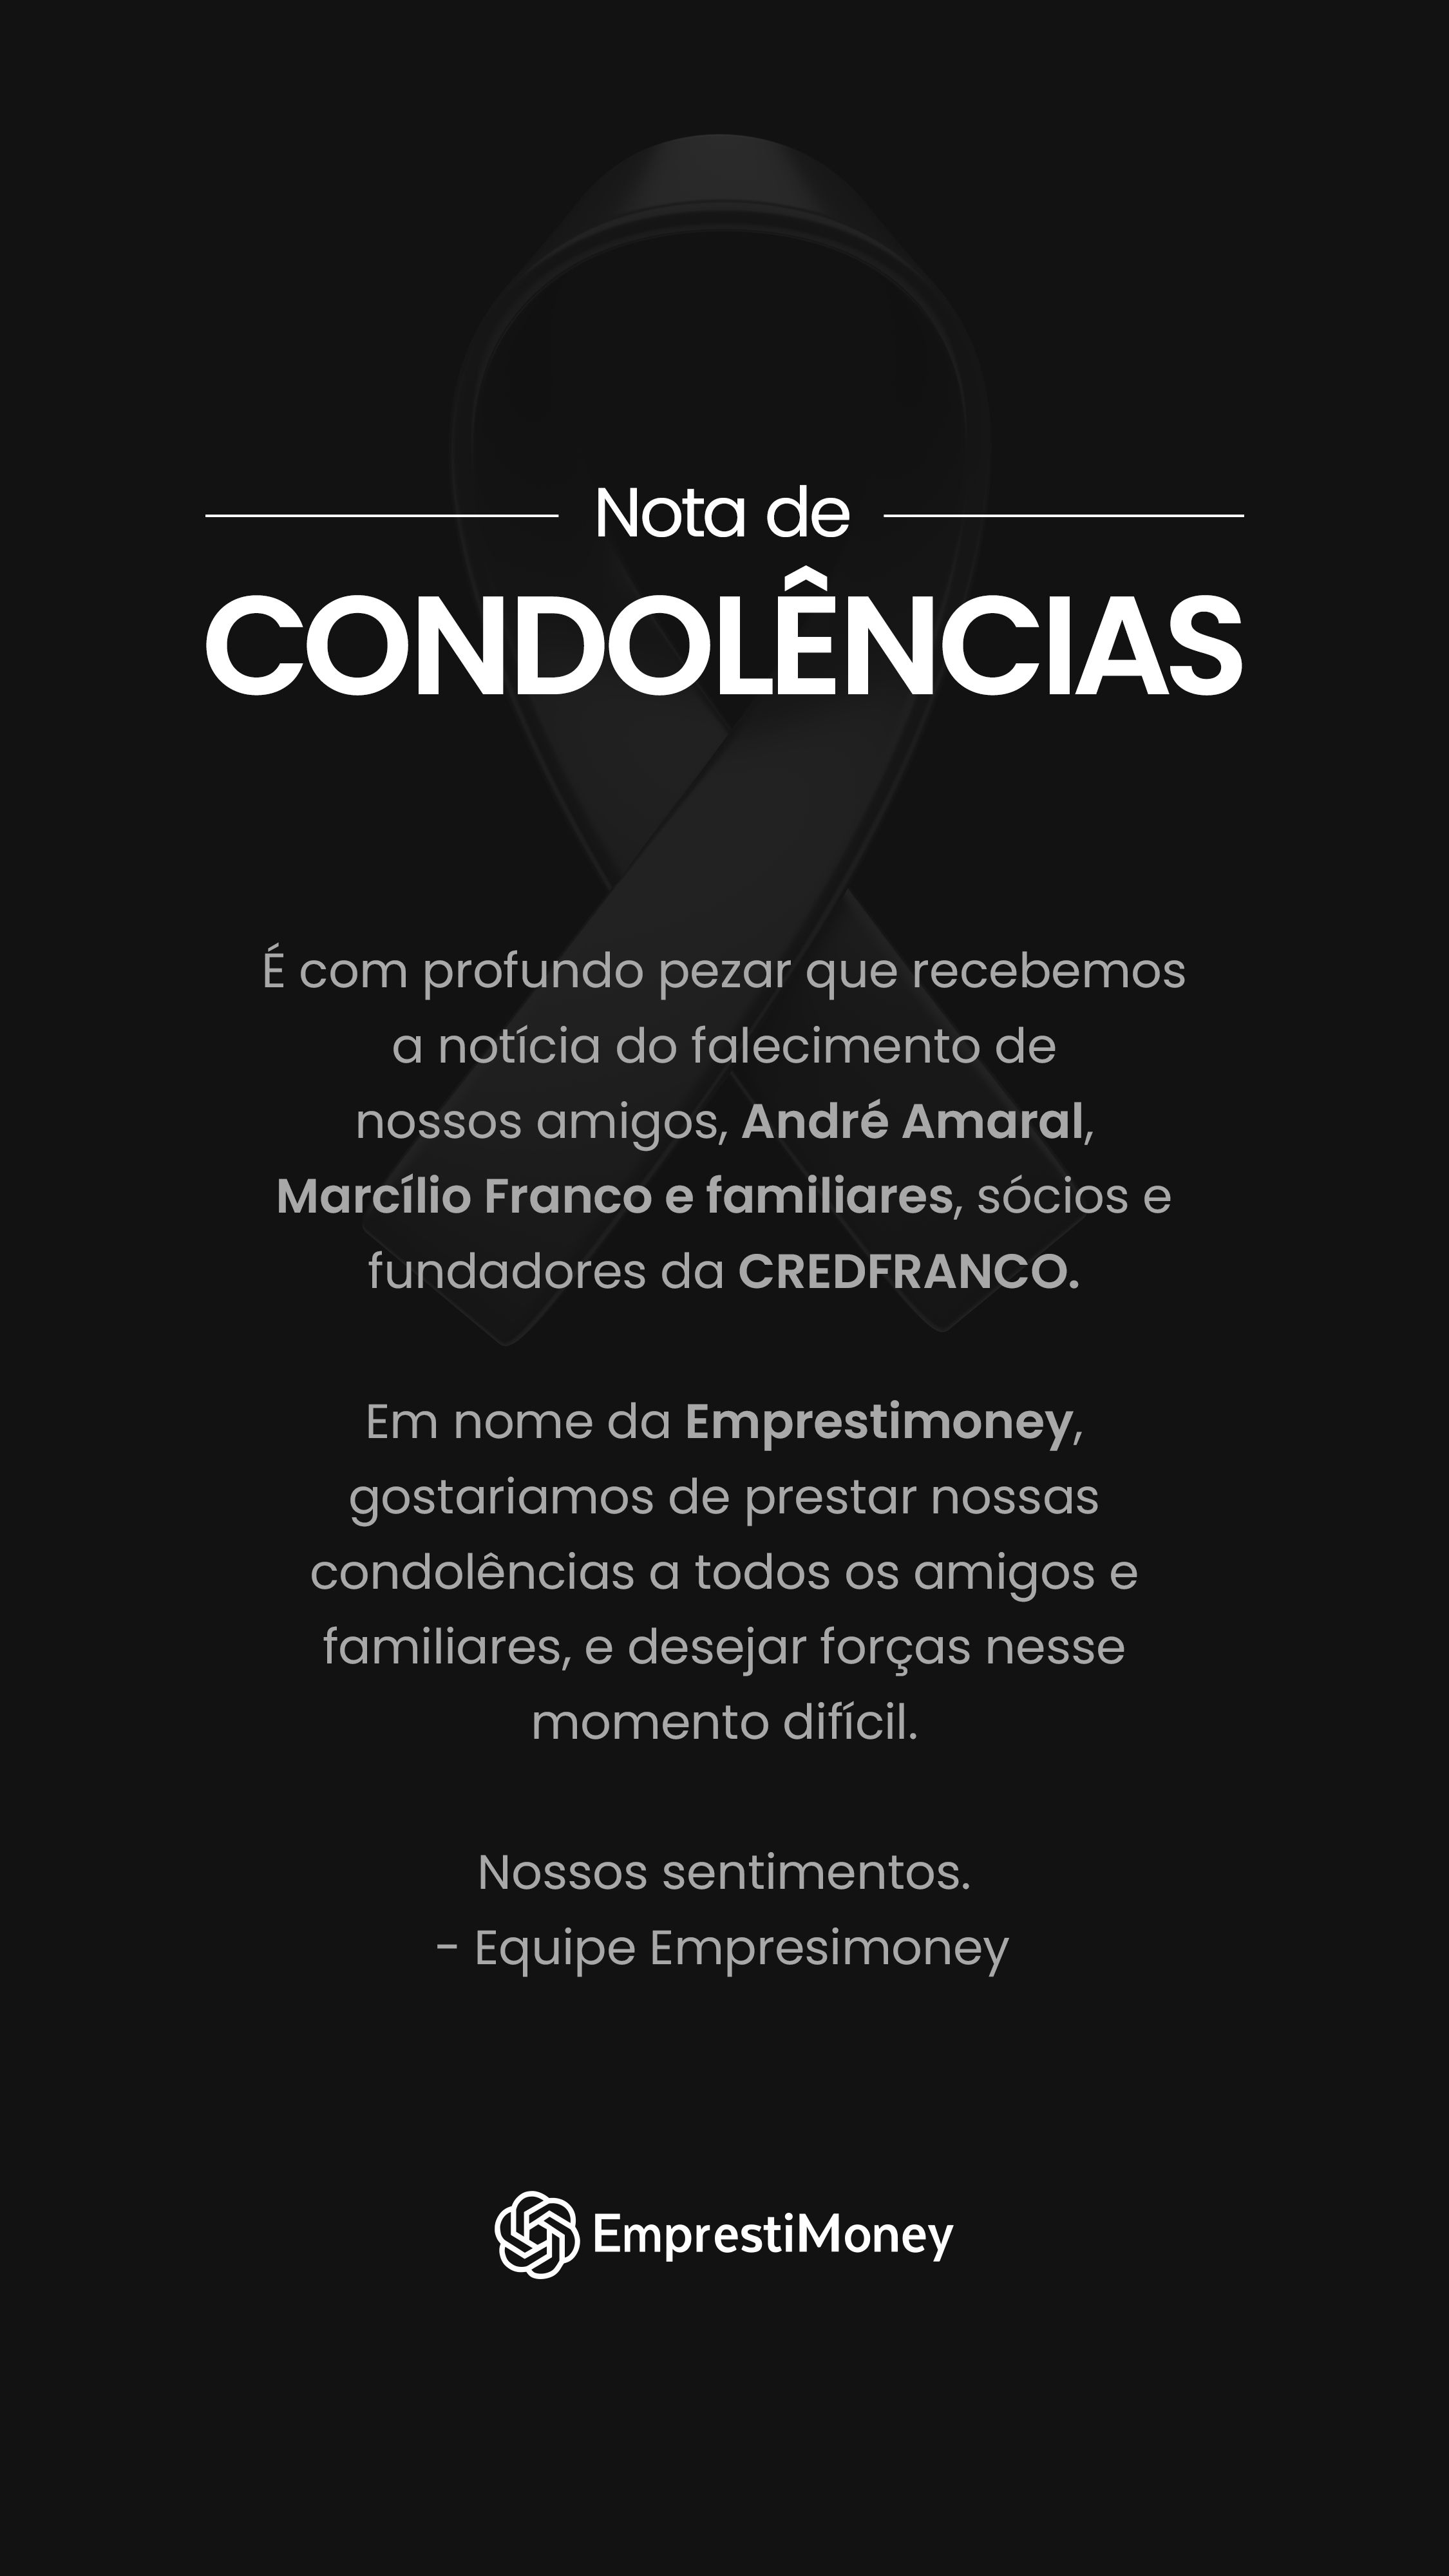 Nota de
CONDOLÊNCIAS
É com profundo pezar que recebemos
a notícia do falecimento de
nossos amigos, André Amaral,
Marcílio Franco e familiares, sócios e
fundadores da CREDFRANCO.
Em nome da Emprestimoney,
gostariamos de prestar nossas
condolências a todos os amigos e
familiares, e desejar forças nesse
momento difícil.
Nossos sentimentos.
- Equipe Empresimoney
EmprestiMoney